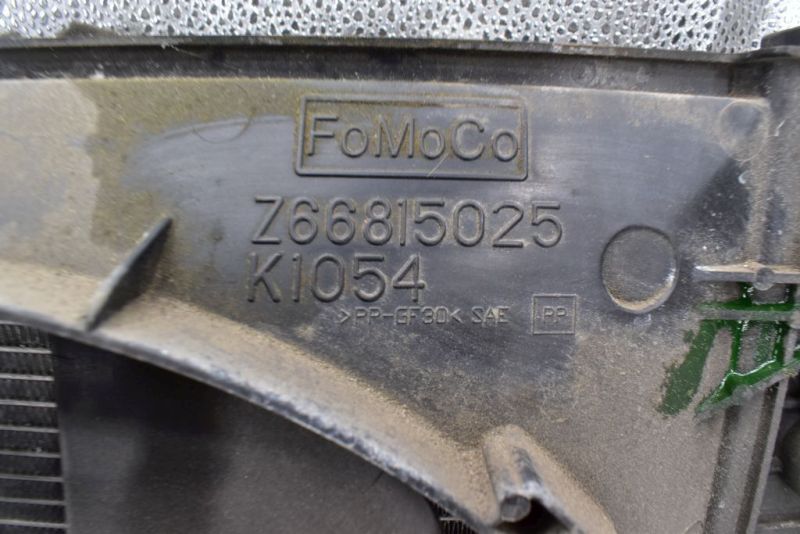 FoMoCo
Z66815025
K1054
>PP-GF30< SAE PP